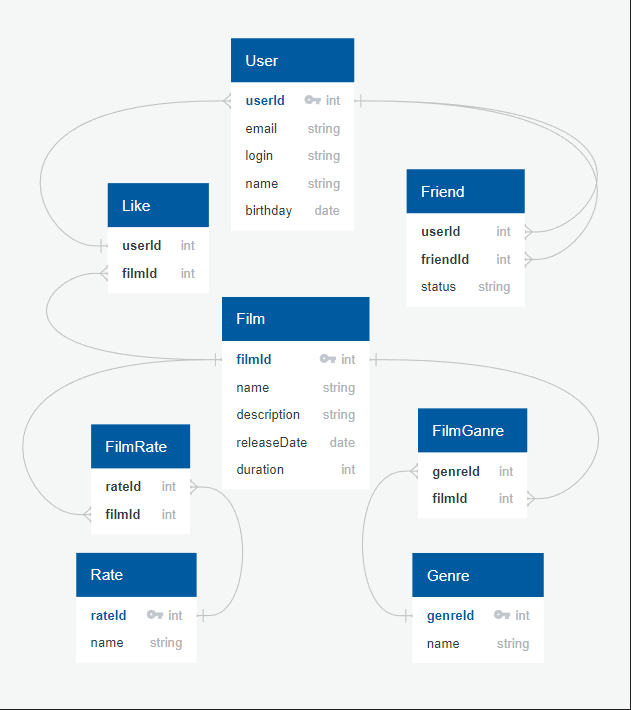 User
userId int
email string
login string
name string
birthday date
Like
userId int
filmId int
Friend
userId int
friendId int
status string
Film
filmId int
name string
description string
releaseDate date
duration int
FilmRate
rateId int
filmId int
FilmGanre
genreId int
filmId int
Rate
rateId int
name string
Genre
genreId int
name string